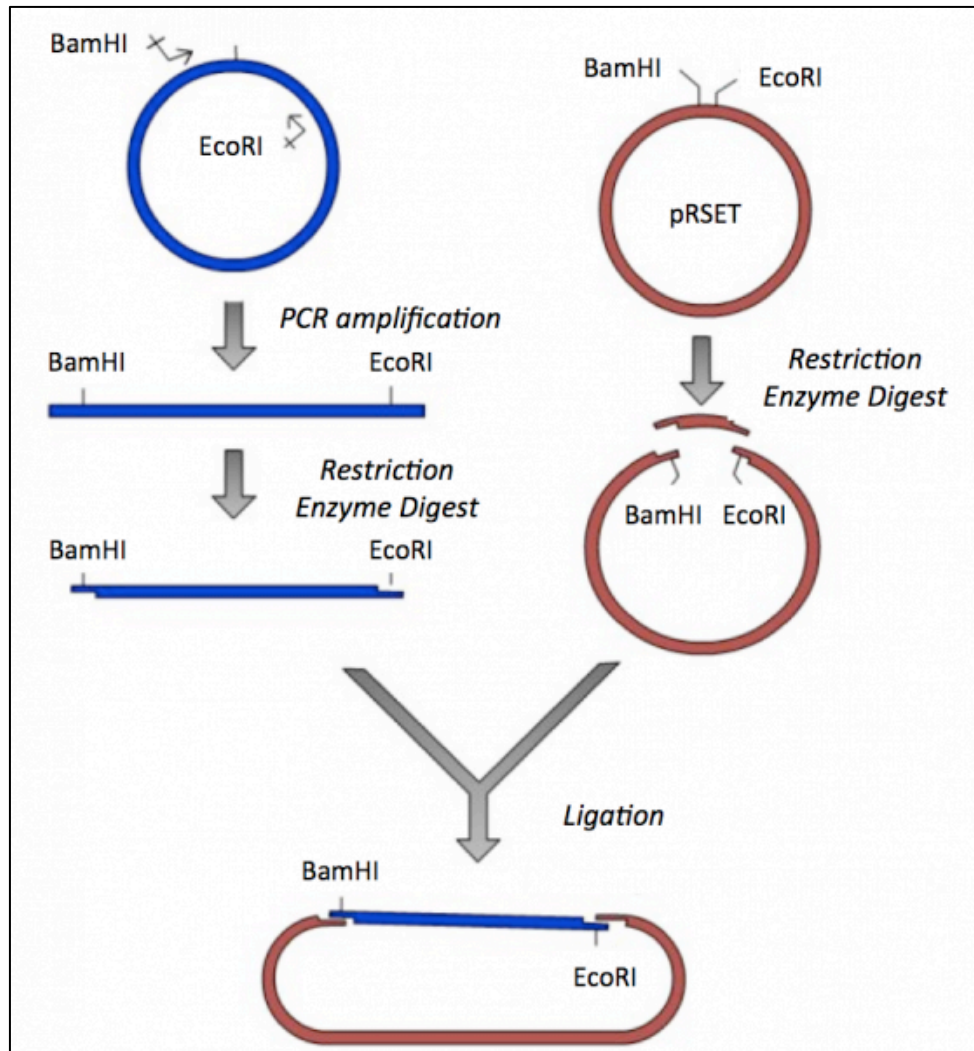 BamHI
EcoRI
BamHI
EcoRI
pRSET
PCR amplification
BamHI
EcoRI
Restriction
Enzyme Digest
Restriction
Enzyme Digest
BamHI
EcoRI
BamHI
EcoRI
Ligation
BamHI
EcoRI